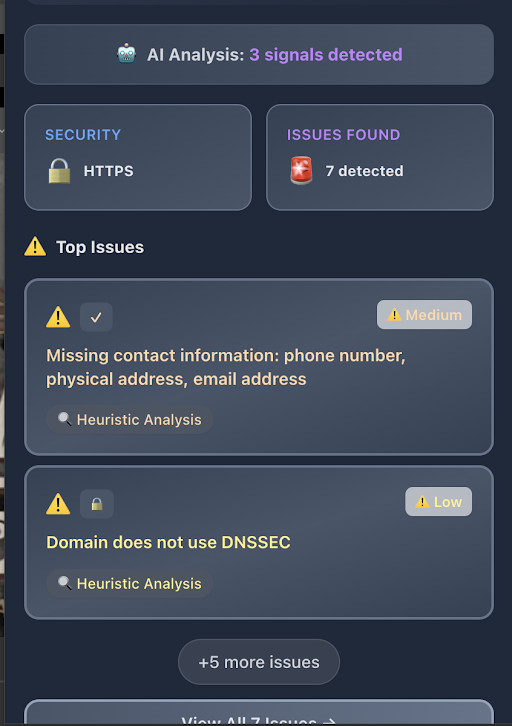 AI Analysis: 3 signals detected
SECURITY
HTTPS
ISSUES FOUND
7 detected
Top Issues
Medium
Missing contact information: phone number,
physical address, email address
Heuristic Analysis
Low
Domain does not use DNSSEC
Heuristic Analysis
+5 more issues
View All 7 Issues →